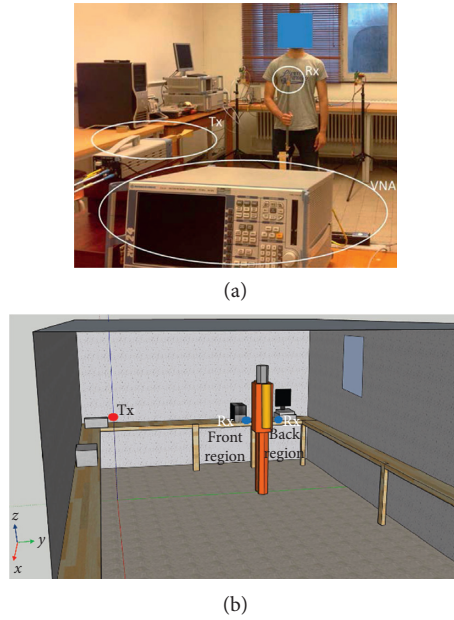 Rx
Tx
VNA
(a)
Tx
Rx Rx
Front Back
region region
z
y
x
(b)